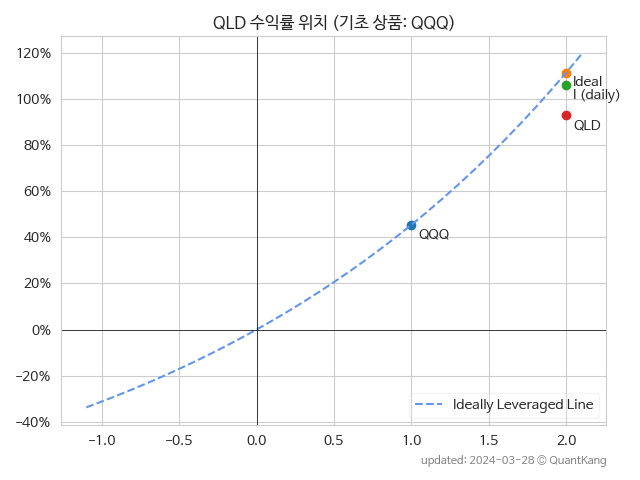 QLD 수익률 위치 (기초 상품: QQQ)
120%
100%
80%
60%
40%
20%
0%
−20%
−40%
Ideal
I (daily)
QLD
QQQ
Ideally Leveraged Line
−1.0 −0.5 0.0 0.5 1.0 1.5 2.0
updated: 2024-03-28 © QuantKang